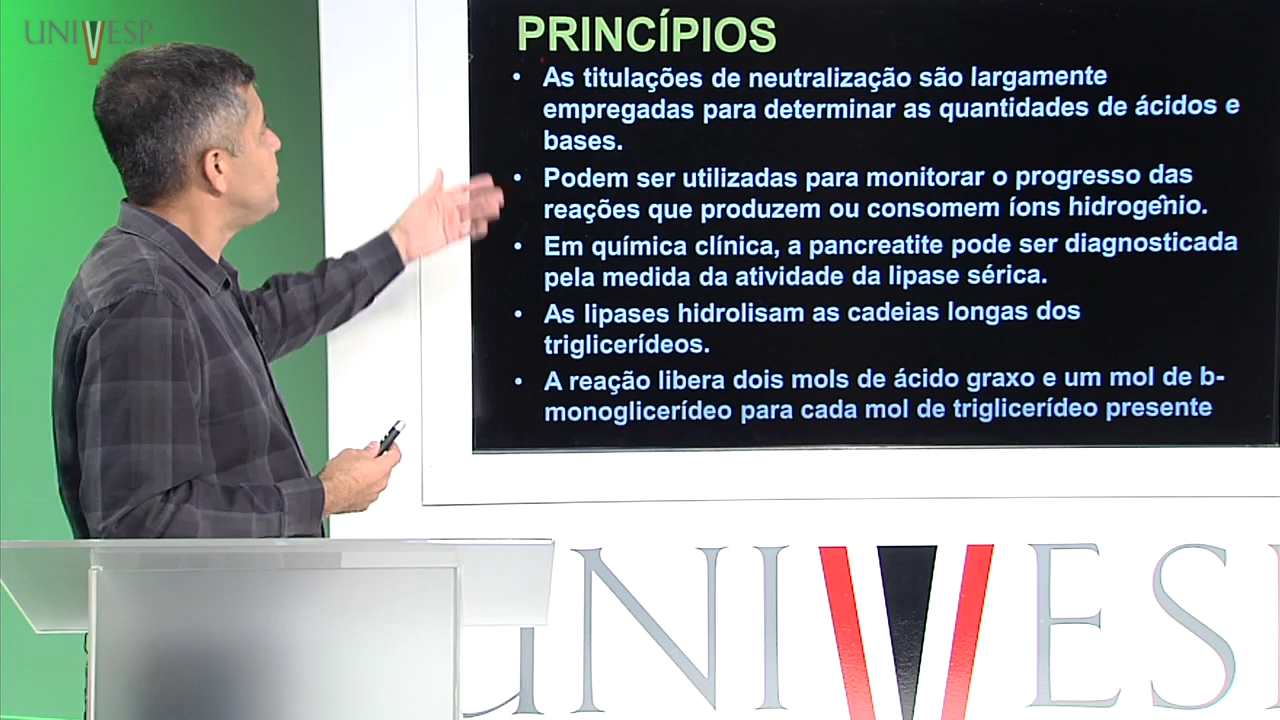 UNIVESP
PRINCÍPIOS
• As titulações de neutralização são largamente
empregadas para determinar as quantidades de ácidos e
bases.
• Podem ser utilizadas para monitorar o progresso das
reações que produzem ou consomem íons hidrogênio.
• Em química clínica, a pancreatite pode ser diagnosticada
pela medida da atividade da lipase sérica.
• As lipases hidrolisam as cadeias longas dos
triglicerídeos.
• A reação libera dois mols de ácido graxo e um mol de b-
monoglicerídeo para cada mol de triglicerídeo presente
UNIVES